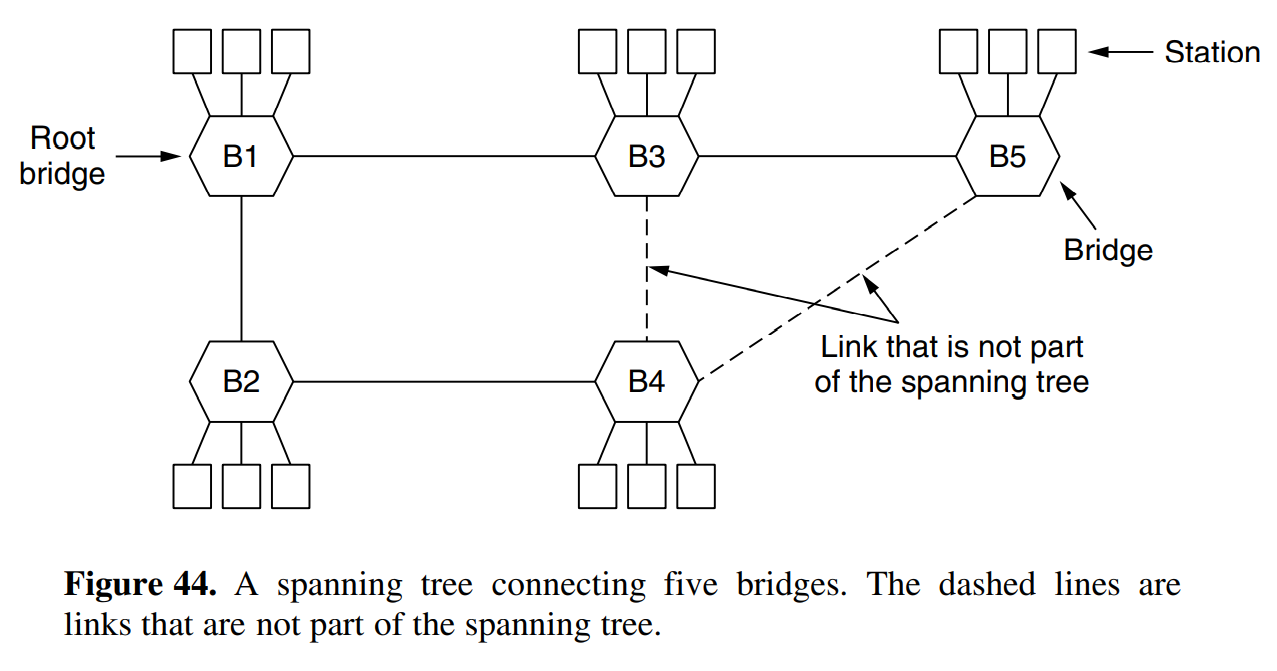 Station
Root
bridge
B1
B3
B5
Bridge
Link that is not part
of the spanning tree
B2
B4
Figure 44. A spanning tree connecting five bridges. The dashed lines are
links that are not part of the spanning tree.